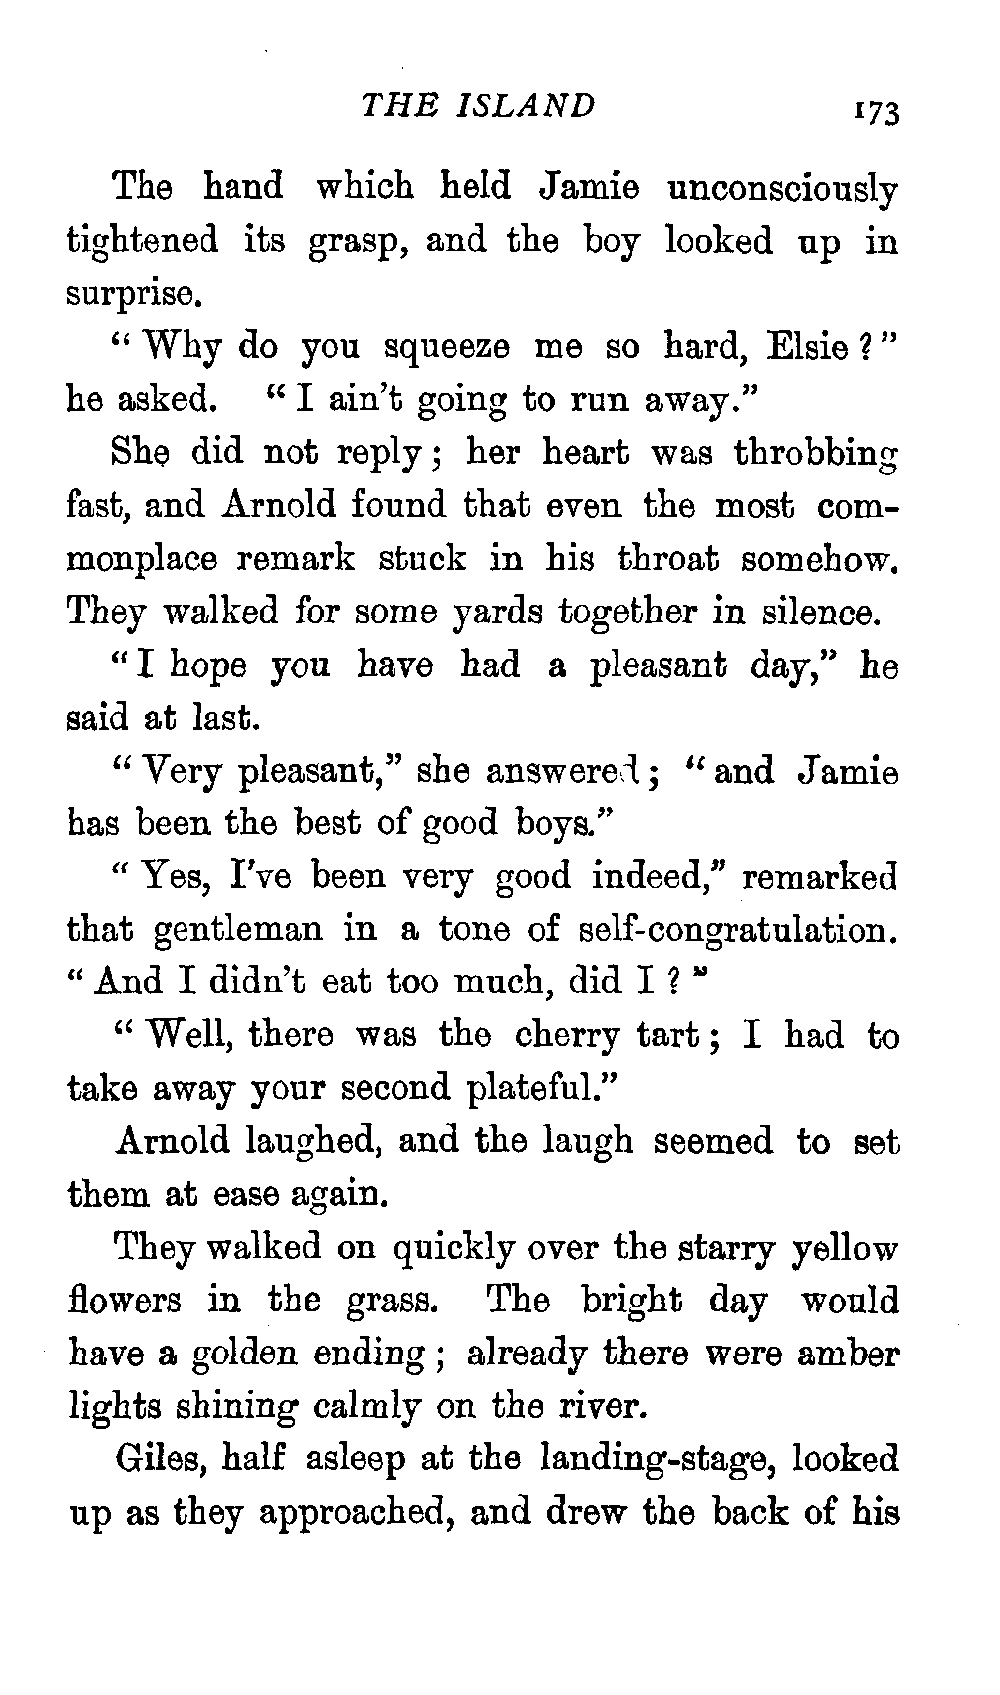 THE ISLAND 173
The hand which held Jamie unconsciously
tightened its grasp, and the boy looked up in
surprise.
“ Why do you squeeze me so hard, Elsie ? ”
he asked. “ I ain’t going to run away.”
She did not reply ; her heart was throbbing
fast, and Arnold found that even the most com-
monplace remark stuck in his throat somehow.
They walked for some yards together in silence.
“ I hope you have had a pleasant day,” he
said at last.
“ Very pleasant,” she answered ; “ and Jamie
has been the best of good boys.”
“ Yes, I’ve been very good indeed,” remarked
that gentleman in a tone of self-congratulation.
“ And I didn’t eat too much, did I ? ”
“ Well, there was the cherry tart ; I had to
take away your second plateful.”
Arnold laughed, and the laugh seemed to set
them at ease again.
They walked on quickly over the starry yellow
flowers in the grass. The bright day would
have a golden ending ; already there were amber
lights shining calmly on the river.
Giles, half asleep at the landing-stage, looked
up as they approached, and drew the back of his